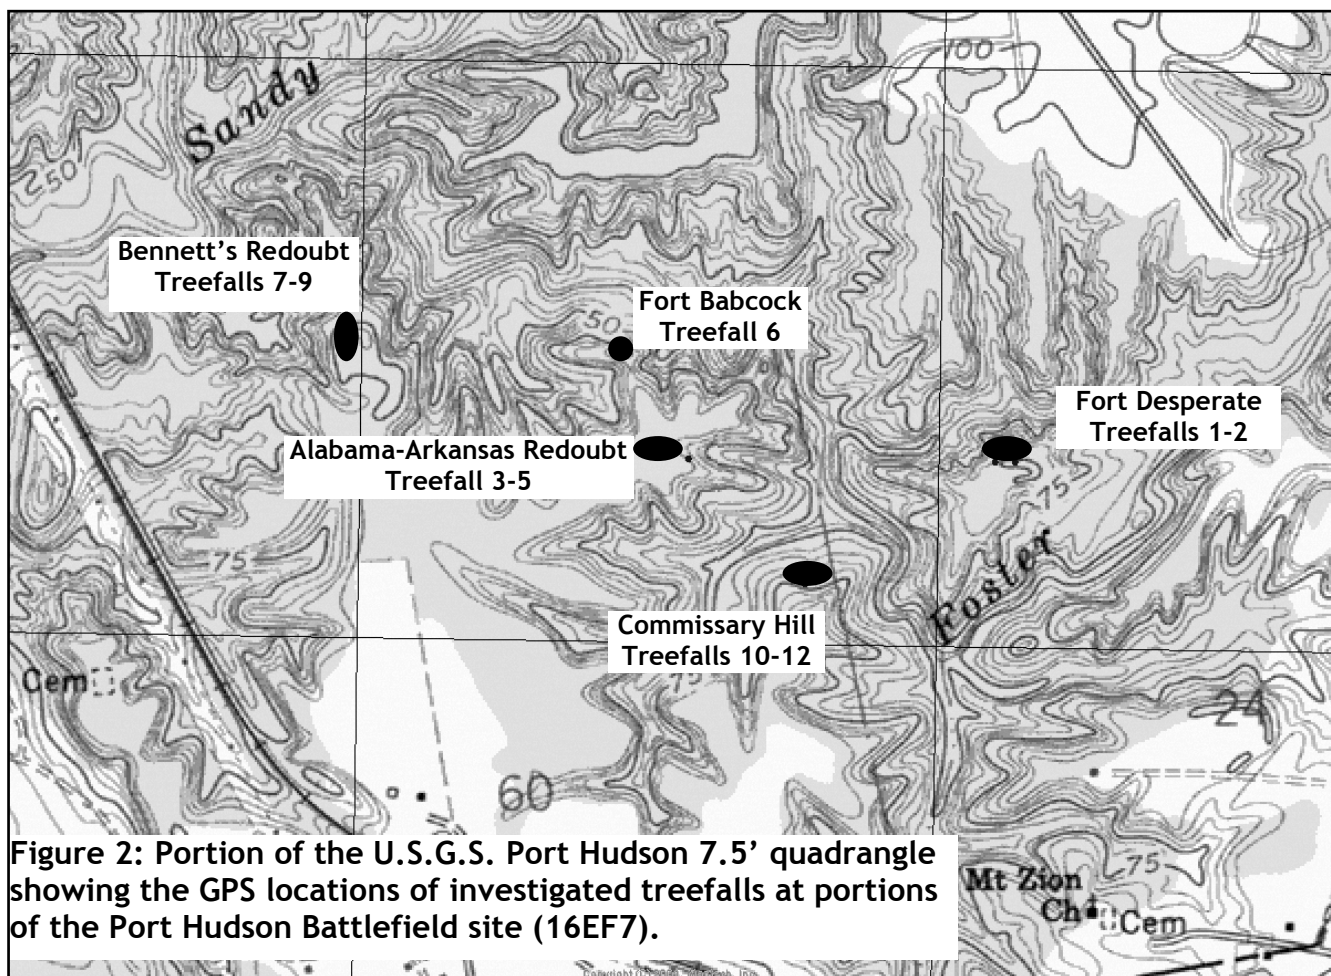 100
Sandy
250
Bennett's Redoubt
Treefalls 7-9
Fort Babcock
Treefall 6
50
Fort Desperate
Treefalls 1-2
Alabama-Arkansas Redoubt
Treefall 3-5
75
75
Foster
Commissary Hill
Treefalls 10-12
75
Cem
24
60
Figure 2: Portion of the U.S.G.S. Port Hudson 7.5' quadrangle
showing the GPS locations of investigated treefalls at portions
of the Port Hudson Battlefield site (16EF7).
75
Mt Zion
Ch
Cem